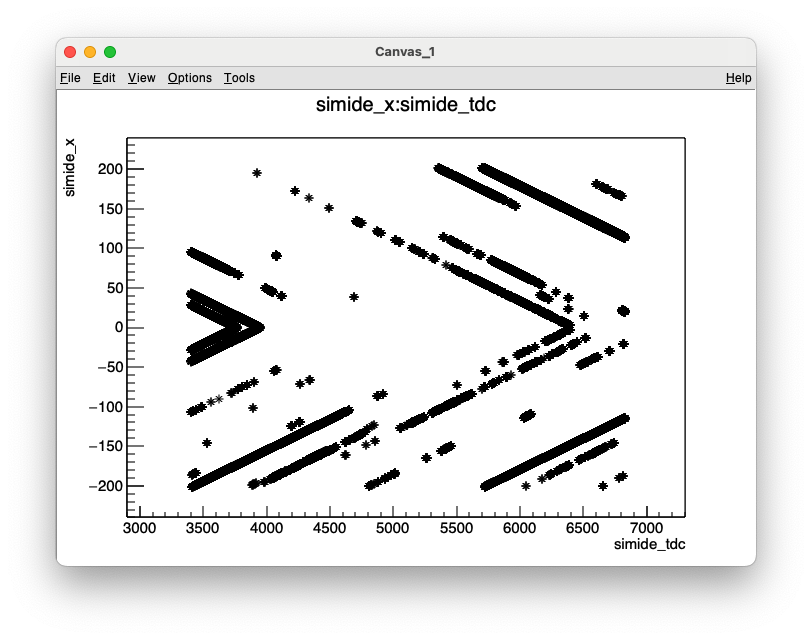 Canvas_1
File Edit View Options Tools Help
simide_x:simide_tdc
simide_x
200
150
100
50
0
−50
−100
−150
−200
3000 3500 4000 4500 5000 5500 6000 6500 7000
simide_tdc